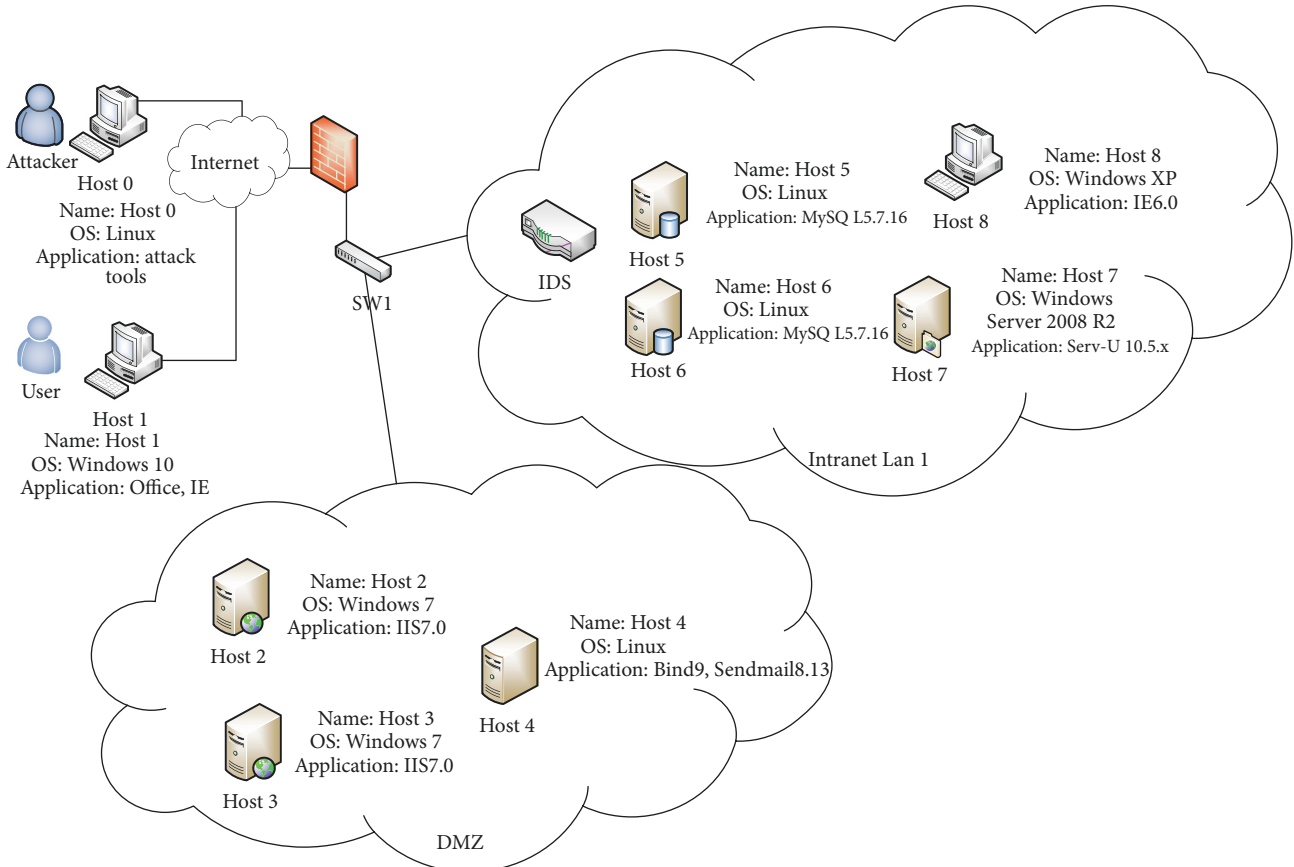 Attacker
Host 0
Name: Host 0
OS: Linux
Application: attack
tools
Internet
User
Host 1
Name: Host 1
OS: Windows 10
Application: Office, IE
SW1
IDS
Name: Host 5
OS: Linux
Application: MySQ L5.7.16
Host 5
Name: Host 6
OS: Linux
Application: MySQ L5.7.16
Host 6
Host 8
Name: Host 8
OS: Windows XP
Application: IE6.0
Name: Host 7
OS: Windows
Server 2008 R2
Application: Serv-U 10.5.x
Host 7
Intranet Lan 1
Name: Host 2
OS: Windows 7
Application: IIS7.0
Host 2
Name: Host 4
OS: Linux
Application: Bind9, Sendmail8.13
Host 4
Name: Host 3
OS: Windows 7
Application: IIS7.0
Host 3
DMZ